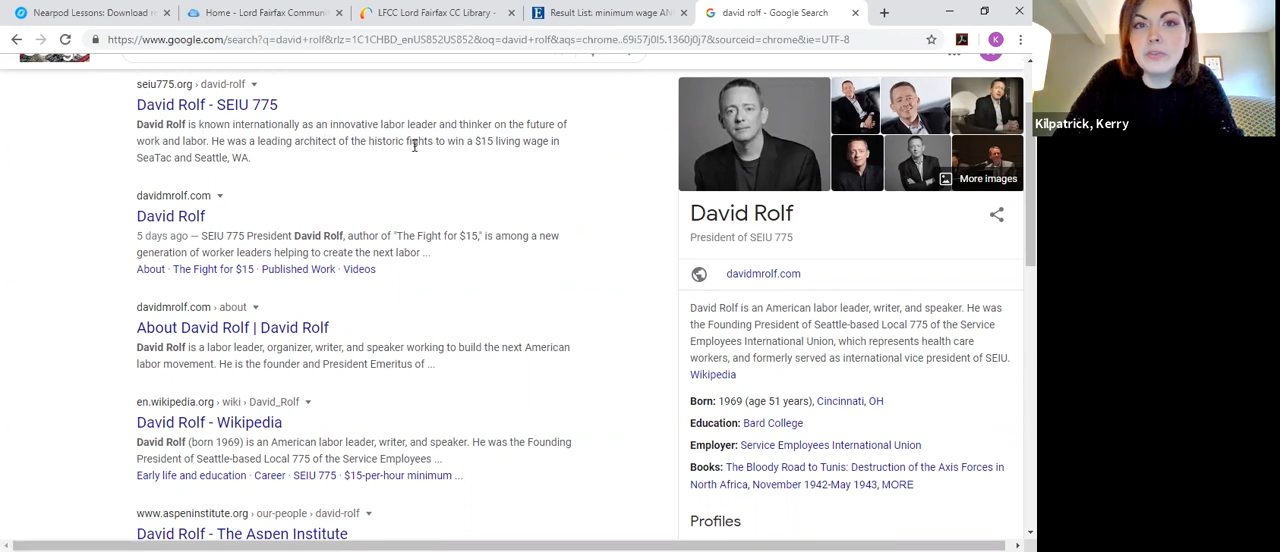 Nearpod Lessons: Download r
Home - Lord Fairfax Commun
LFCC Lord Fairfax CC Library -
Result List: minimum wage AN
david rolf - Google Search
https://www.google.com/search?q=david+rolf&rlz=1C1CHBD_enUS852US852&oq=david+rolf&aqs=chrome..69i57j0l5.1360j0j7&sourceid=chrome&ie=UTF-8
K
Kilpatrick, Kerry
seiu775.org › david-rolf
David Rolf - SEIU 775
David Rolf is known internationally as an innovative labor leader and thinker on the future of
work and labor. He was a leading architect of the historic fights to win a $15 living wage in
SeaTac and Seattle, WA.
davidmrolf.com
David Rolf
5 days ago — SEIU 775 President David Rolf, author of "The Fight for $15," is among a new
generation of worker leaders helping to create the next labor ...
About · The Fight for $15 · Published Work · Videos
davidmrolf.com › about
About David Rolf | David Rolf
David Rolf is a labor leader, organizer, writer, and speaker working to build the next American
labor movement. He is the founder and President Emeritus of ...
en.wikipedia.org › wiki › David_Rolf
David Rolf - Wikipedia
David Rolf (born 1969) is an American labor leader, writer, and speaker. He was the Founding
President of Seattle-based Local 775 of the Service Employees ...
Early life and education · Career · SEIU 775 · $15-per-hour minimum ...
www.aspeninstitute.org › our-people › david-rolf
David Rolf - The Aspen Institute
More images
David Rolf
President of SEIU 775
davidmrolf.com
David Rolf is an American labor leader, writer, and speaker. He was
the Founding President of Seattle-based Local 775 of the Service
Employees International Union, which represents health care
workers, and formerly served as international vice president of SEIU.
Wikipedia
Born: 1969 (age 51 years), Cincinnati, OH
Education: Bard College
Employer: Service Employees International Union
Books: The Bloody Road to Tunis: Destruction of the Axis Forces in
North Africa, November 1942-May 1943, MORE
Profiles